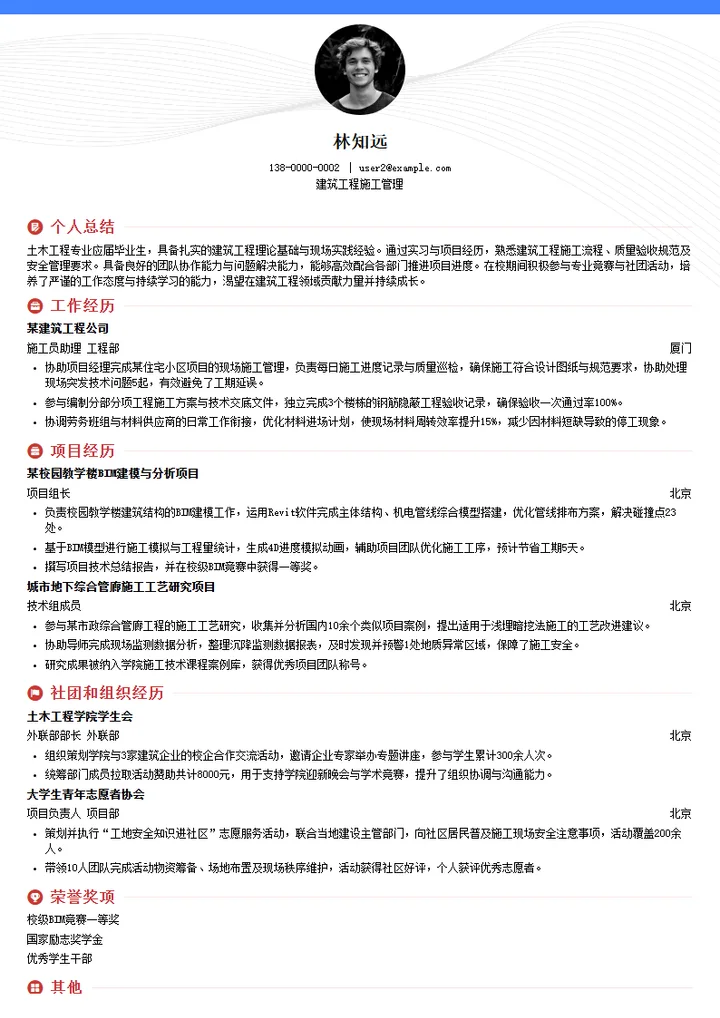 林知远
138-0000-0002 | user2@example.com
建筑工程施工管理
个人总结
土木工程专业应届毕业生，具备扎实的建筑工程理论基础与现场实践经验。通过实习与项目经历，熟悉建筑工程施工流程、质量验收规范及
安全管理要求。具备良好的团队协作能力与问题解决能力，能够高效配合各部门推进项目进度。在校期间积极参与专业竞赛与社团活动，培
养了严谨的工作态度与持续学习的能力，渴望在建筑工程领域贡献力量并持续成长。
工作经历
某建筑工程公司
施工员助理 工程部 厦门
• 协助项目经理完成某住宅小区项目的现场施工管理，负责每日施工进度记录与质量巡检，确保施工符合设计图纸与规范要求，协助处理
现场突发技术问题5起，有效避免了工期延误。
• 参与编制分部分项工程施工方案与技术交底文件，独立完成3个楼栋的钢筋隐蔽工程验收记录，确保验收一次通过率100%。
• 协调劳务班组与材料供应商的日常工作衔接，优化材料进场计划，使现场材料周转效率提升15%，减少因材料短缺导致的停工现象。
项目经历
某校园教学楼BIM建模与分析项目
项目组长 北京
• 负责校园教学楼建筑结构的BIM建模工作，运用Revit软件完成主体结构、机电管线综合模型搭建，优化管线排布方案，解决碰撞点23
处。
• 基于BIM模型进行施工模拟与工程量统计，生成4D进度模拟动画，辅助项目团队优化施工工序，预计节省工期5天。
• 撰写项目技术总结报告，并在校级BIM竞赛中获得一等奖。
城市地下综合管廊施工工艺研究项目
技术组成员 北京
• 参与某市政综合管廊工程的施工工艺研究，收集并分析国内10余个类似项目案例，提出适用于浅埋暗挖法施工的工艺改进建议。
• 协助导师完成现场监测数据分析，整理沉降监测数据报表，及时发现并预警1处地质异常区域，保障了施工安全。
• 研究成果被纳入学院施工技术课程案例库，获得优秀项目团队称号。
社团和组织经历
土木工程学院学生会
外联部部长 外联部 北京
• 组织策划学院与3家建筑企业的校企合作交流活动，邀请企业专家举办专题讲座，参与学生累计300余人次。
• 统筹部门成员拉取活动赞助共计8000元，用于支持学院迎新晚会与学术竞赛，提升了组织协调与沟通能力。
大学生青年志愿者协会
项目负责人 项目部 北京
• 策划并执行“工地安全知识进社区”志愿服务活动，联合当地建设主管部门，向社区居民普及施工现场安全注意事项，活动覆盖200余
人。
• 带领10人团队完成活动物资筹备、场地布置及现场秩序维护，活动获得社区好评，个人获评优秀志愿者。
荣誉奖项
校级BIM竞赛一等奖
国家励志奖学金
优秀学生干部
其他